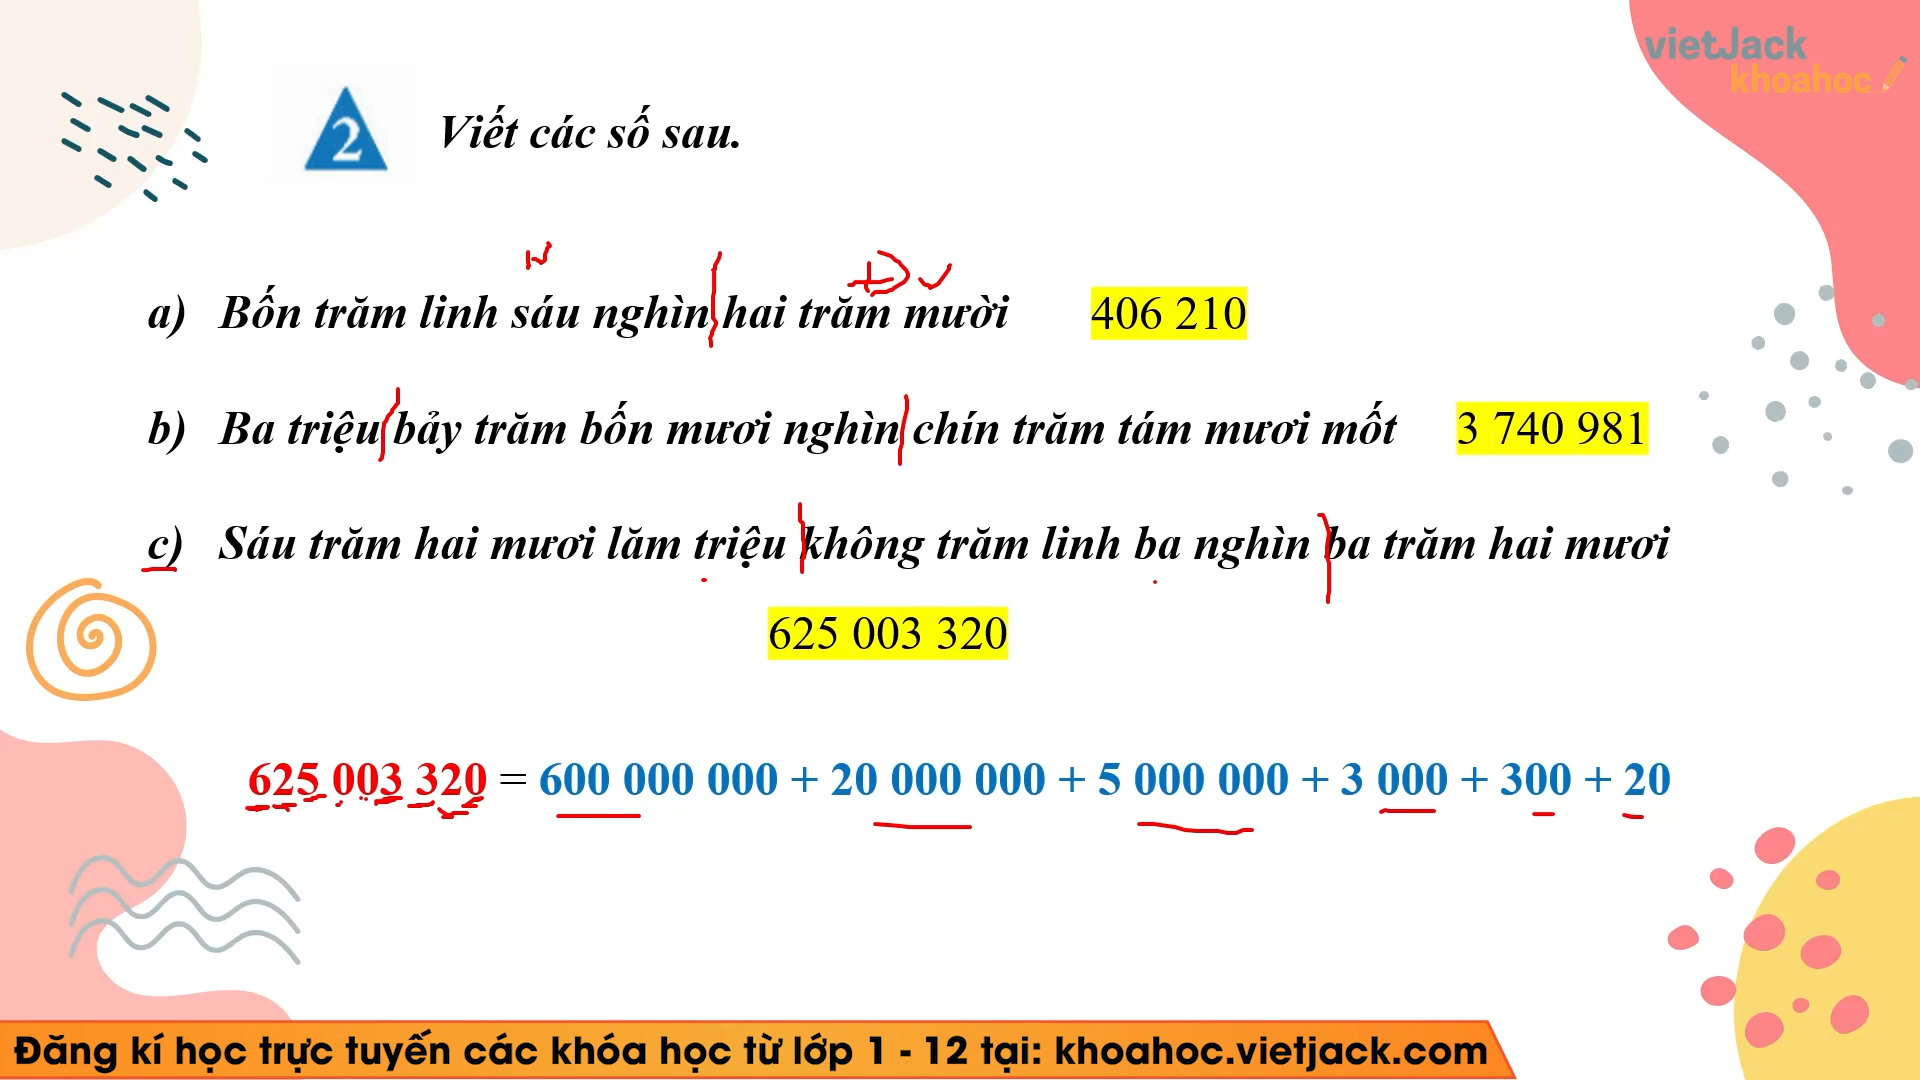 vietJack
khoahoc
2 Viết các số sau.
a) Bốn trăm linh sáu nghìn hai trăm mười 406 210
b) Ba triệu bảy trăm bốn mươi nghìn chín trăm tám mươi mốt 3 740 981
c) Sáu trăm hai mươi lăm triệu không trăm linh ba nghìn ba trăm hai mươi
625 003 320
625 003 320 = 600 000 000 + 20 000 000 + 5 000 000 + 3 000 + 300 + 20
Đăng kí học trực tuyến các khóa học từ lớp 1 - 12 tại: khoahoc.vietjack.com